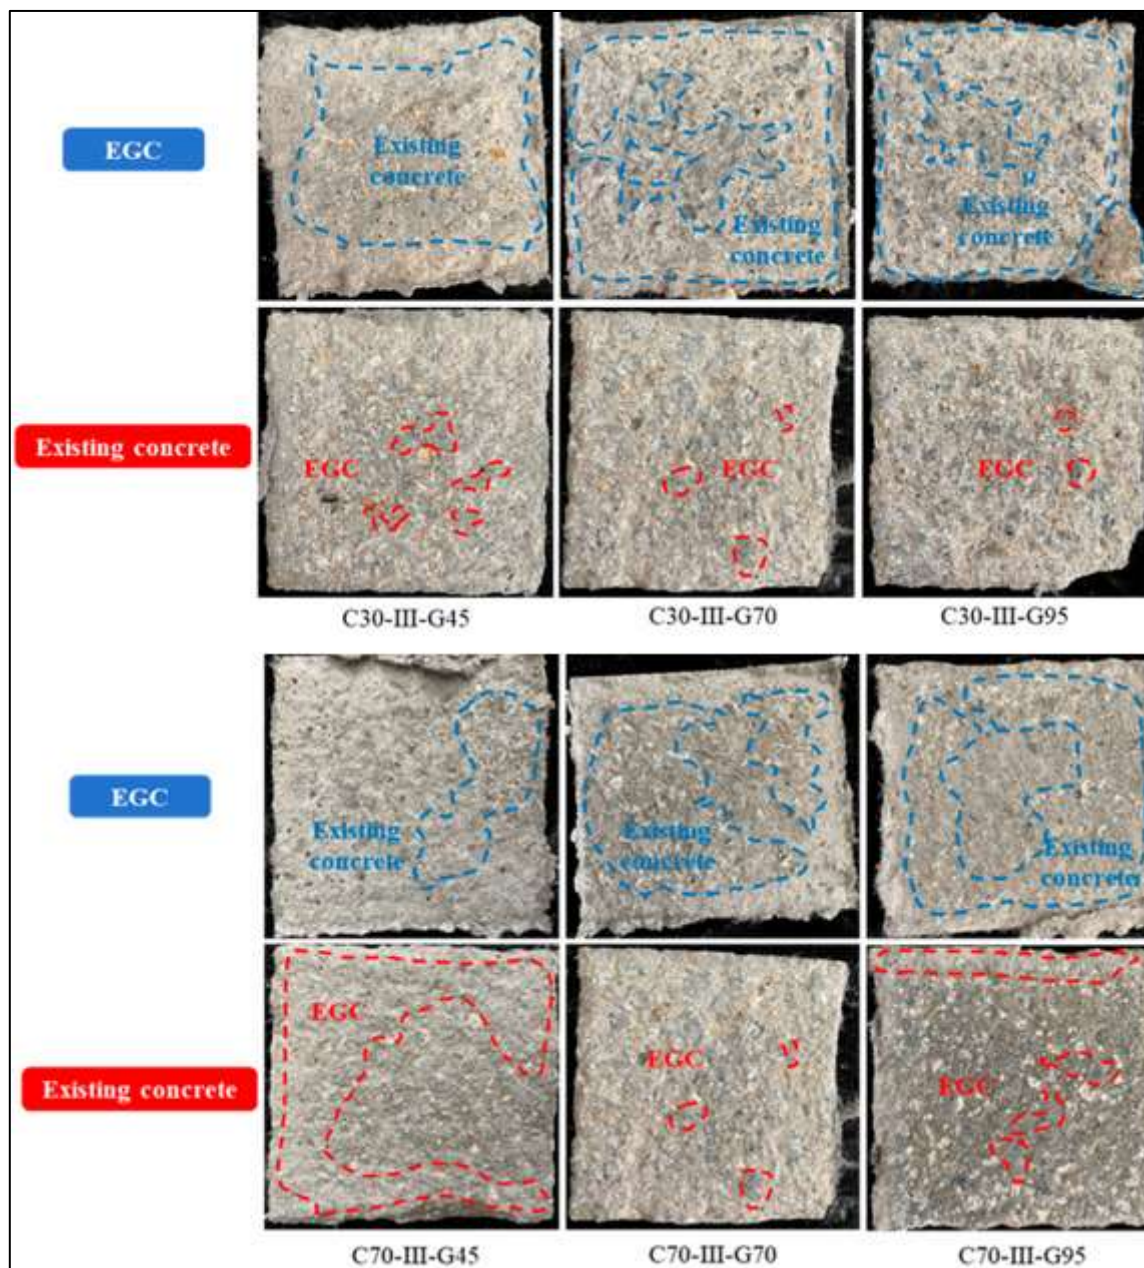 EGC
Existing
concrete
Existing
concrete
Existing
concrete
Existing concrete
EGC
EGC
EGC
C30-III-G45
C30-III-G70
C30-III-G95
EGC
Existing
concrete
Existing
concrete
Existing
concrete
Existing concrete
EGC
EGC
EGC
C70-III-G45
C70-III-G70
C70-III-G95